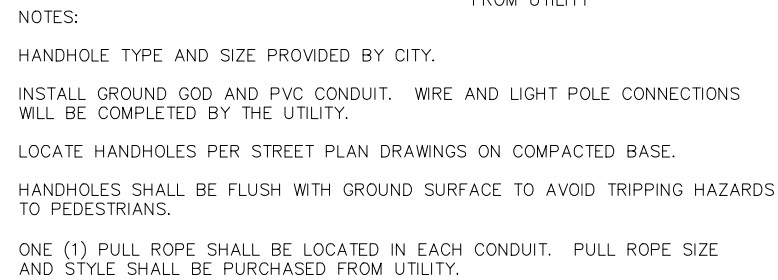 FROM UTILITY
NOTES:
HANDHOLE TYPE AND SIZE PROVIDED BY CITY.
INSTALL GROUND GOD AND PVC CONDUIT. WIRE AND LIGHT POLE CONNECTIONS
WILL BE COMPLETED BY THE UTILITY.
LOCATE HANDHOLES PER STREET PLAN DRAWINGS ON COMPACTED BASE.
HANDHOLES SHALL BE FLUSH WITH GROUND SURFACE TO AVOID TRIPPING HAZARDS
TO PEDESTRIANS.
ONE (1) PULL ROPE SHALL BE LOCATED IN EACH CONDUIT. PULL ROPE SIZE
AND STYLE SHALL BE PURCHASED FROM UTILITY.